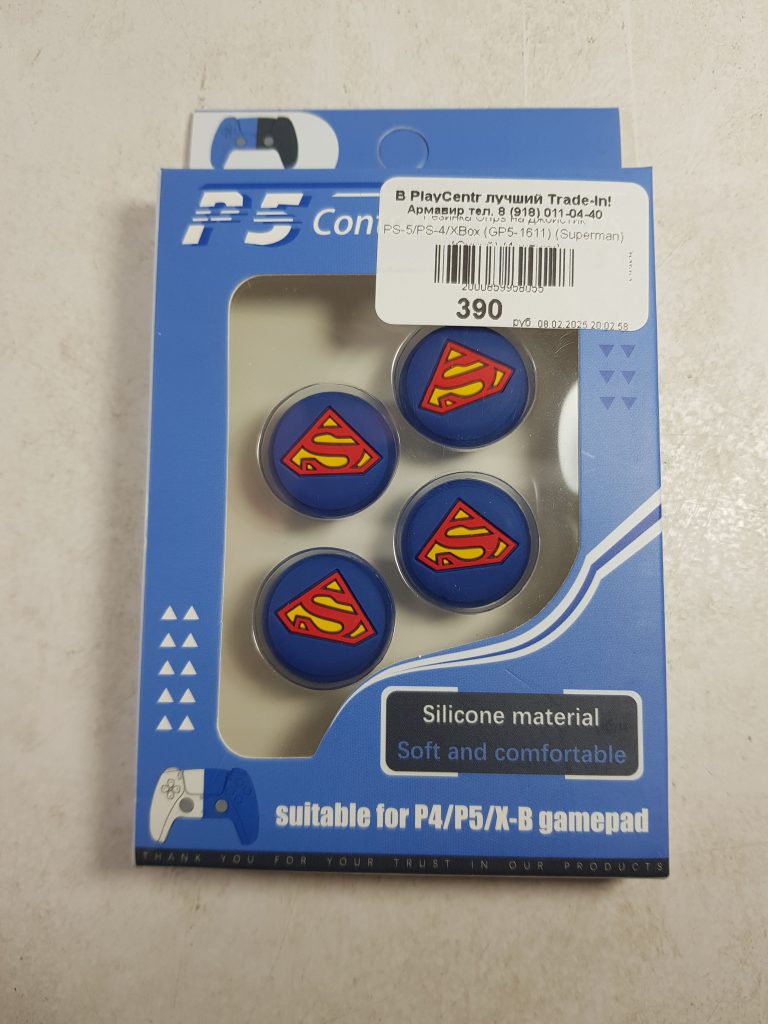 P5
В PlayCentr лучший Trade-In!
Армавир тел. 8 (918) 011-04-40
PS-5/PS-4/XBox (GP5-1611) (Superman)
390
руб 08.02.2025 20:02:58
Silicone material
Soft and comfortable
suitable for P4/P5/X-B gamepad
THANK YOU FOR YOUR TRUST IN OUR PRODUCTS